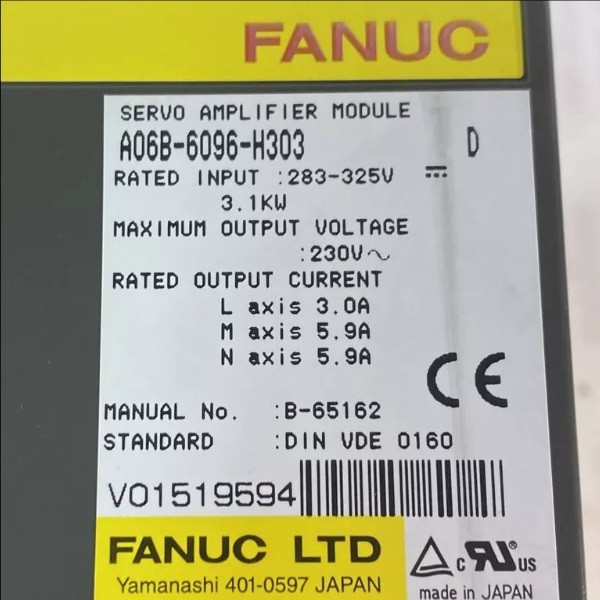 FANUC
SERVO AMPLIFIER MODULE
A06B-6096-H303 D
RATED INPUT :283-325V ⎓
3.1KW
MAXIMUM OUTPUT VOLTAGE
:230V～
RATED OUTPUT CURRENT
L axis 3.0A
M axis 5.9A
N axis 5.9A
CE
MANUAL No. :B-65162
STANDARD :DIN VDE 0160
V01519594
FANUC LTD
Yamanashi 401-0597 JAPAN
c RU® US
made in JAPAN